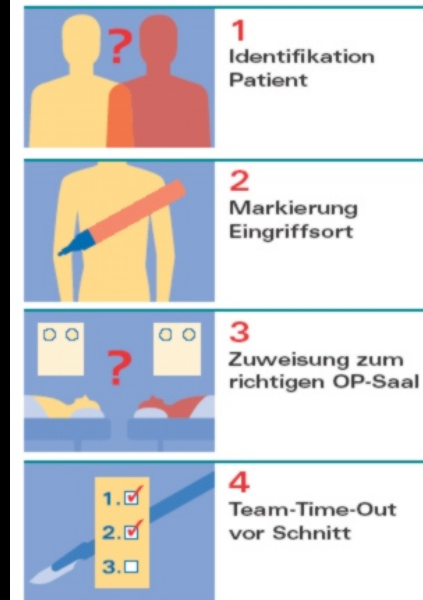 ?
1
Identifikation
Patient
2
Markierung
Eingriffsort
?
3
Zuweisung zum
richtigen OP-Saal
1.
2.
3.
4
Team-Time-Out
vor Schnitt